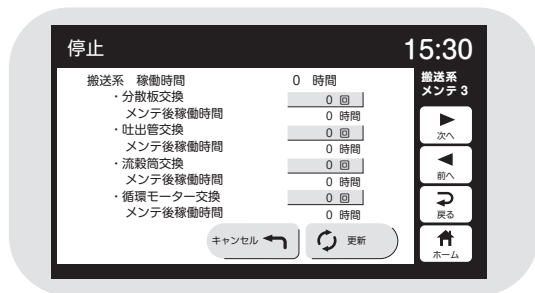 停止 15:30
搬送系 稼働時間 0 時間
・分散板交換 0 回
メンテ後稼働時間 0 時間
・吐出管交換 0 回
メンテ後稼働時間 0 時間
・流穀筒交換 0 回
メンテ後稼働時間 0 時間
・循環モーター交換 0 回
メンテ後稼働時間 0 時間
キャンセル 更新
搬送系
メンテ 3
次へ
前へ
戻る
ホーム